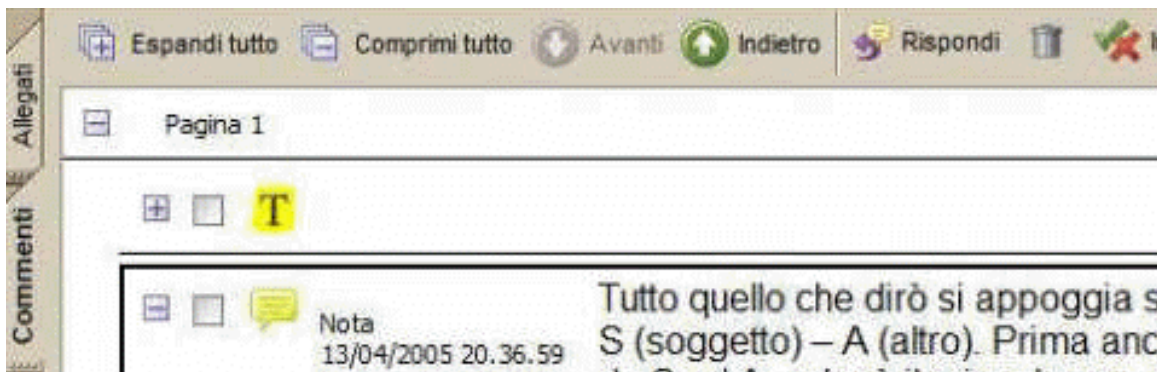 Espandi tutto Comprimi tutto Avanti Indietro Rispondi
Allegati
Pagina 1
T
Commenti
Nota
13/04/2005 20.36.59
Tutto quello che dirò si appoggia s
S (soggetto) – A (altro). Prima anc